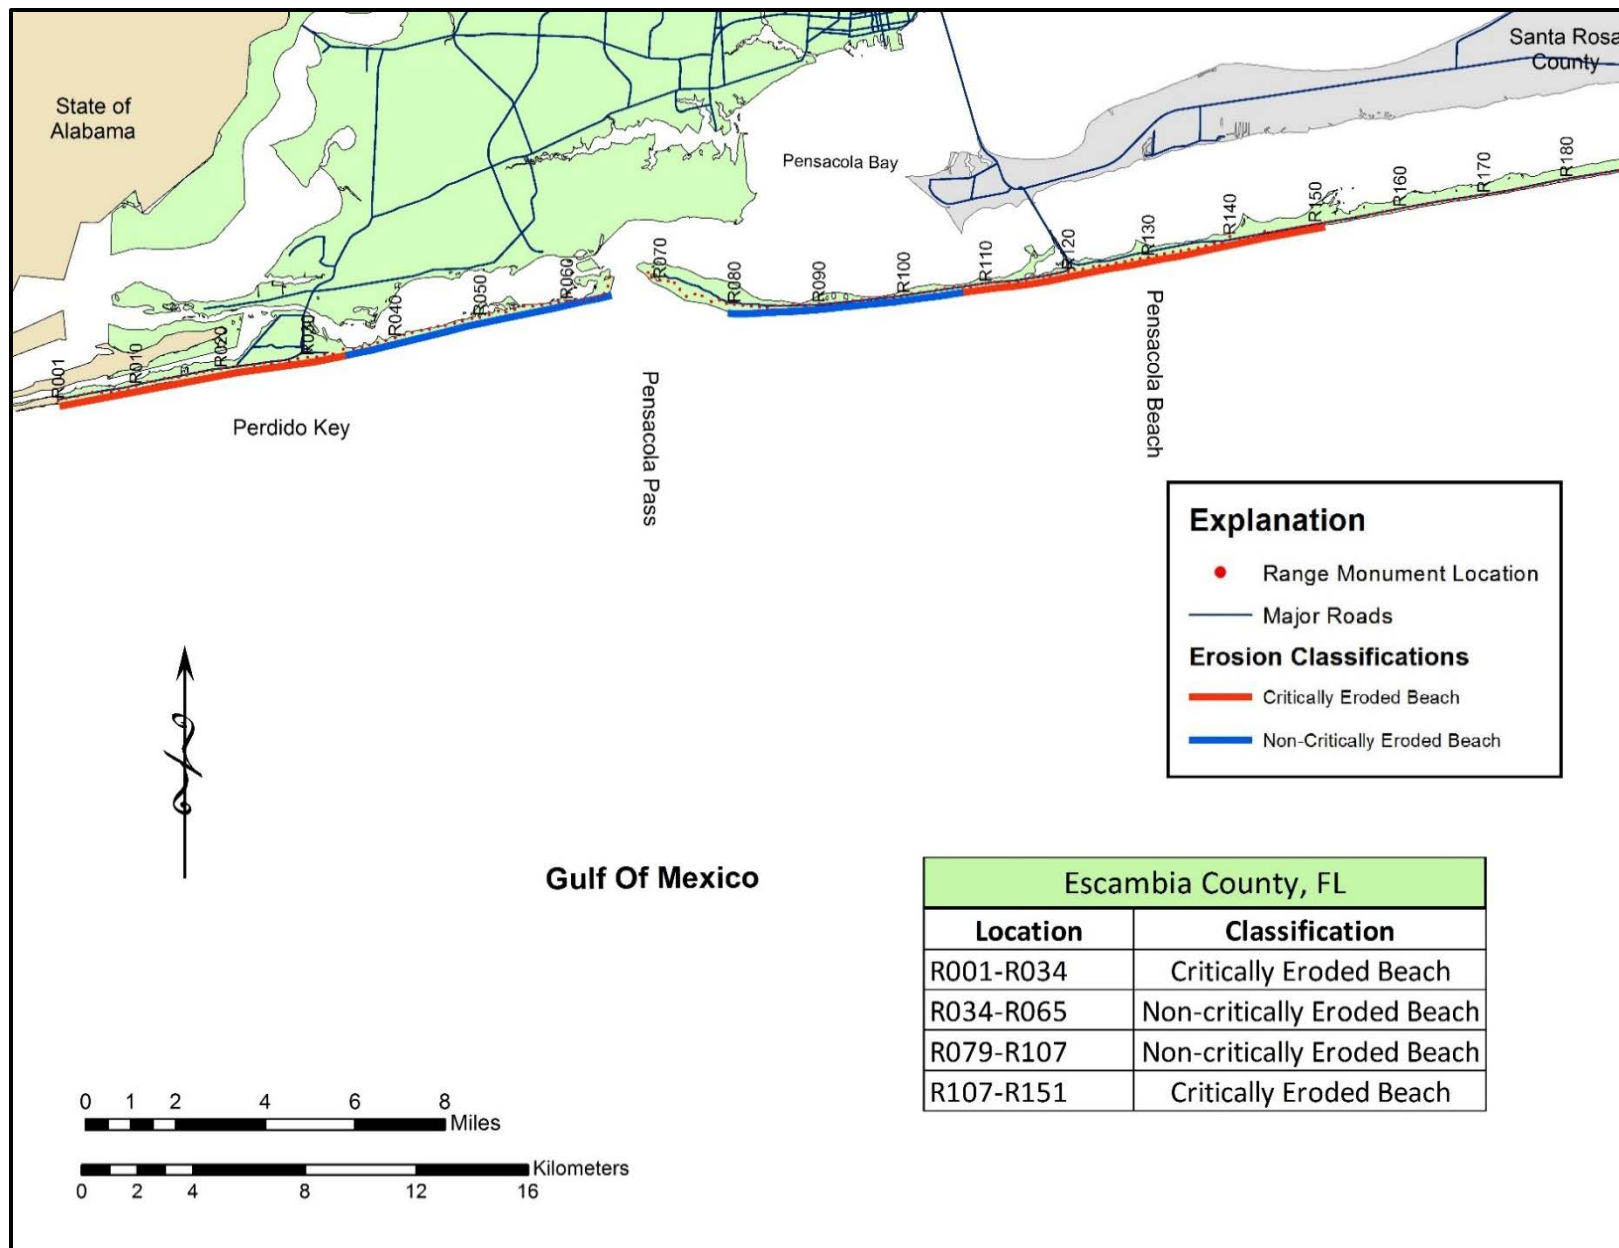 Santa Rosa
County
State of
Alabama
Pensacola Bay
R001
R010
R020
R030
R040
R050
R060
R070
R080
R090
R100
R110
R120
R130
R140
R150
R160
R170
R180
Perdido Key
Pensacola Pass
Pensacola Beach
Explanation
Range Monument Location
Major Roads
Erosion Classifications
Critically Eroded Beach
Non-Critically Eroded Beach
Gulf Of Mexico
Escambia County, FL
Location Classification
R001-R034 Critically Eroded Beach
R034-R065 Non-critically Eroded Beach
R079-R107 Non-critically Eroded Beach
R107-R151 Critically Eroded Beach
0 1 2 4 6 8
Miles
Kilometers
0 2 4 8 12 16